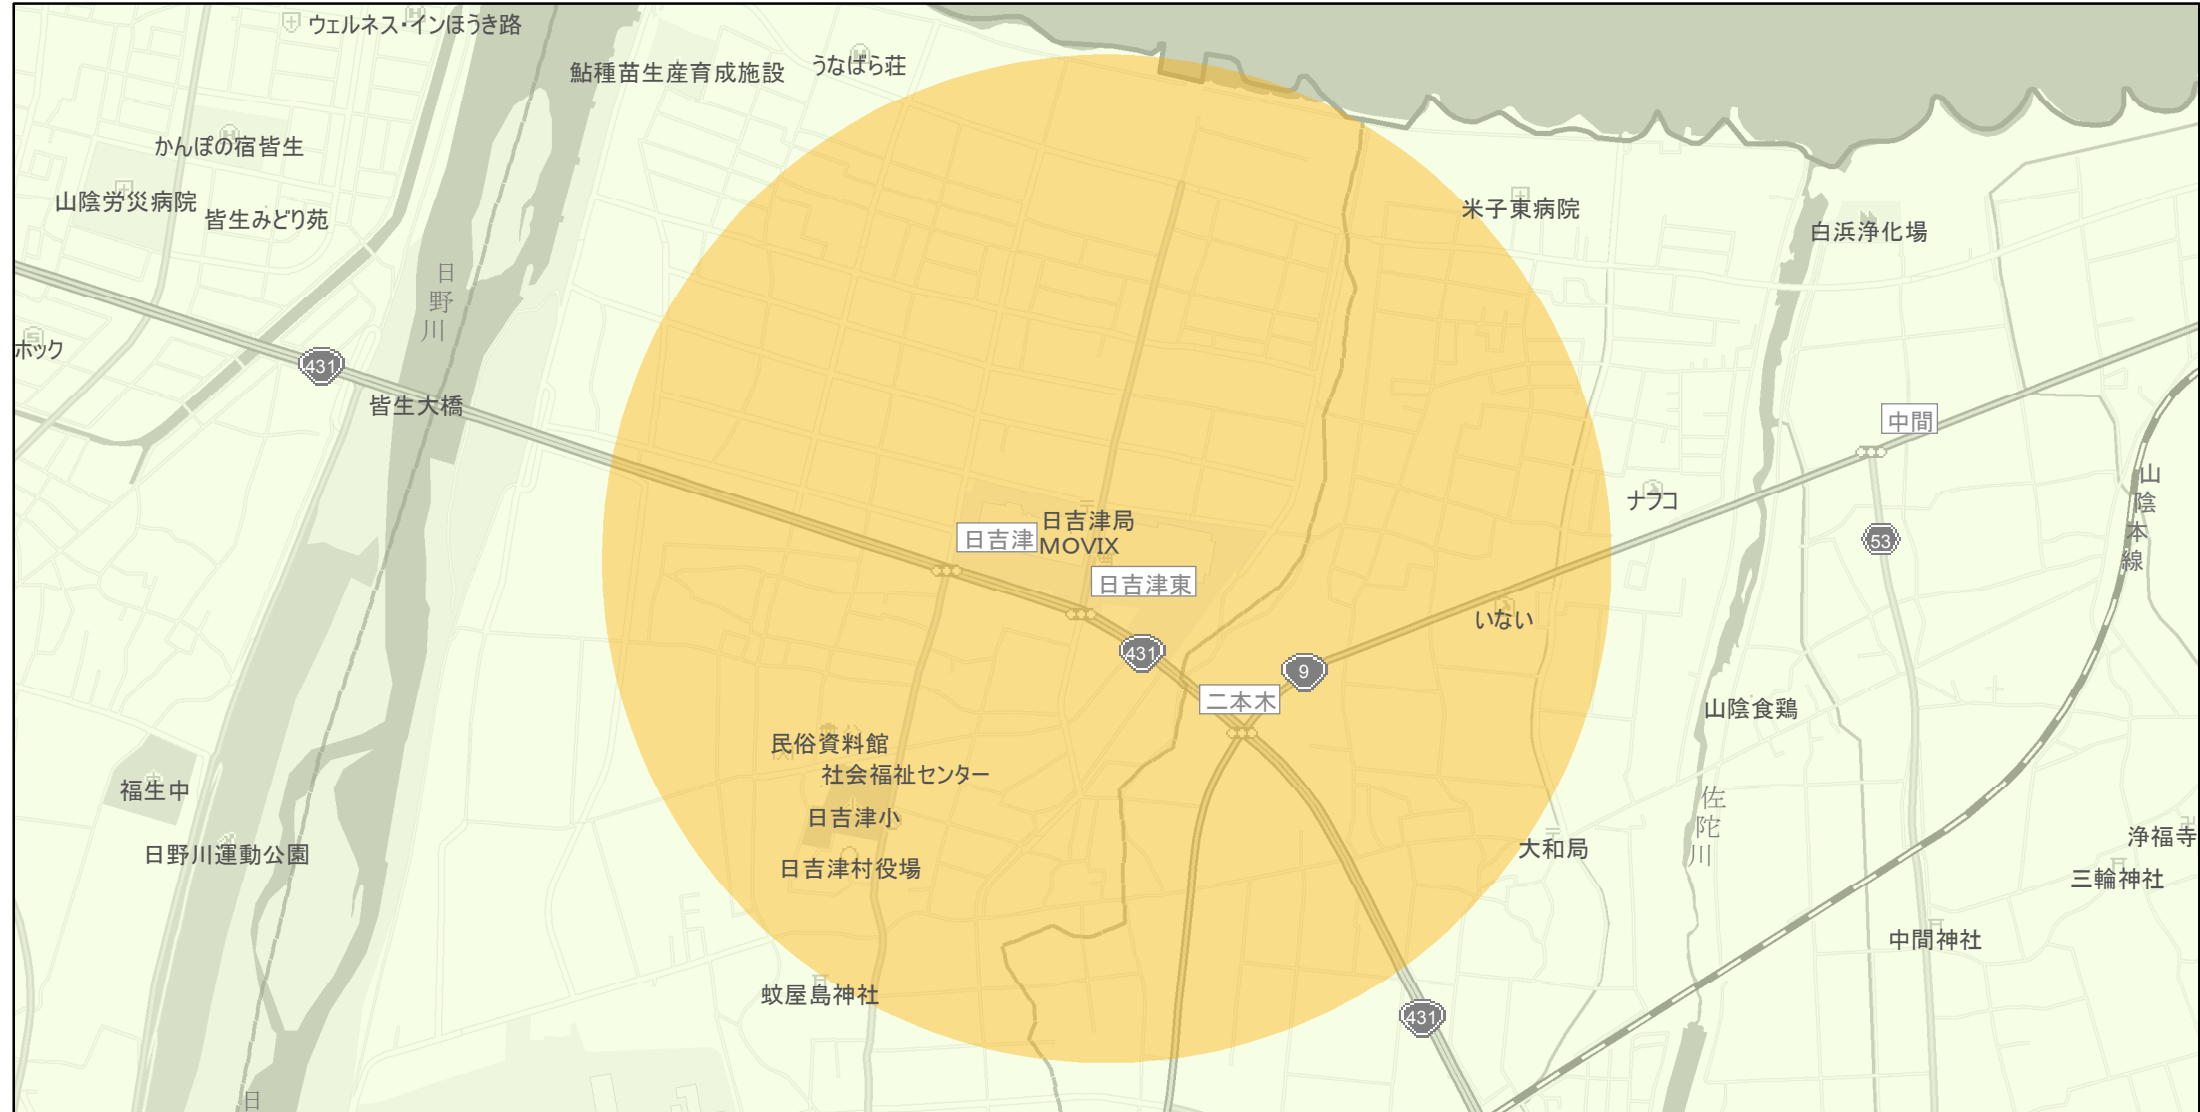 ウェルネス・インほうき路
鮎種苗生産育成施設
うなばら荘
かんぽの宿皆生
山陰労災病院
皆生みどり苑
米子東病院
白浜浄化場
日野川
ホック
431
皆生大橋
中間
山陰本線
ナフコ
日吉津局
日吉津
MOVIX
53
日吉津東
いない
431
9
二本木
山陰食鶏
民俗資料館
社会福祉センター
福生中
佐陀川
日吉津小
日野川運動公園
大和局
浄福寺
日吉津村役場
三輪神社
中間神社
蚊屋島神社
431
日